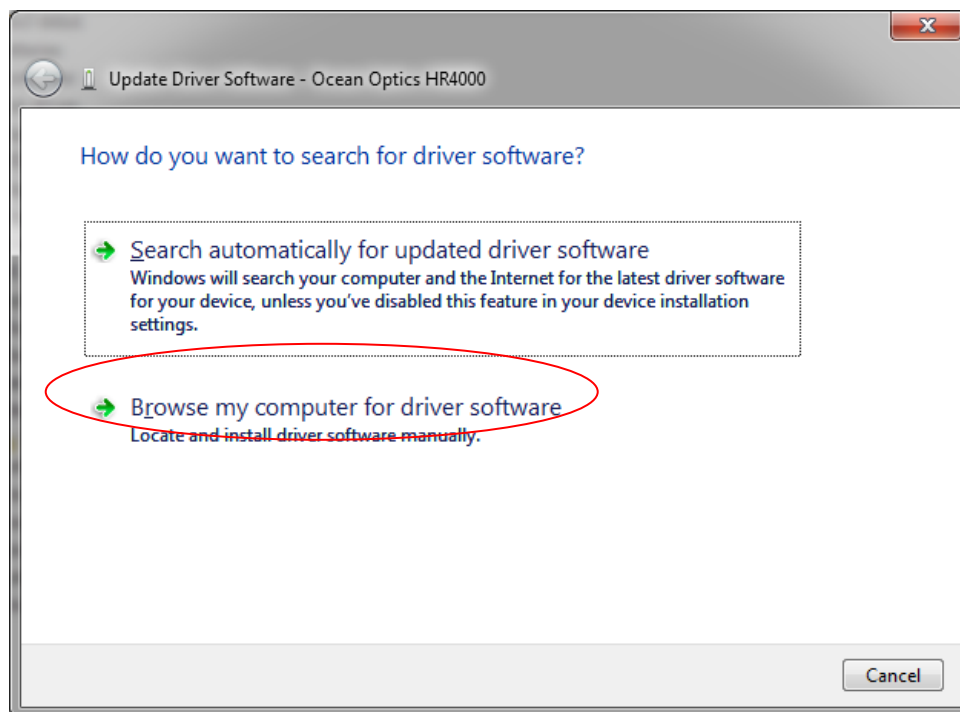 Update Driver Software - Ocean Optics HR4000
How do you want to search for driver software?
Search automatically for updated driver software
Windows will search your computer and the Internet for the latest driver software
for your device, unless you've disabled this feature in your device installation
settings.
Browse my computer for driver software
Locate and install driver software manually.
Cancel